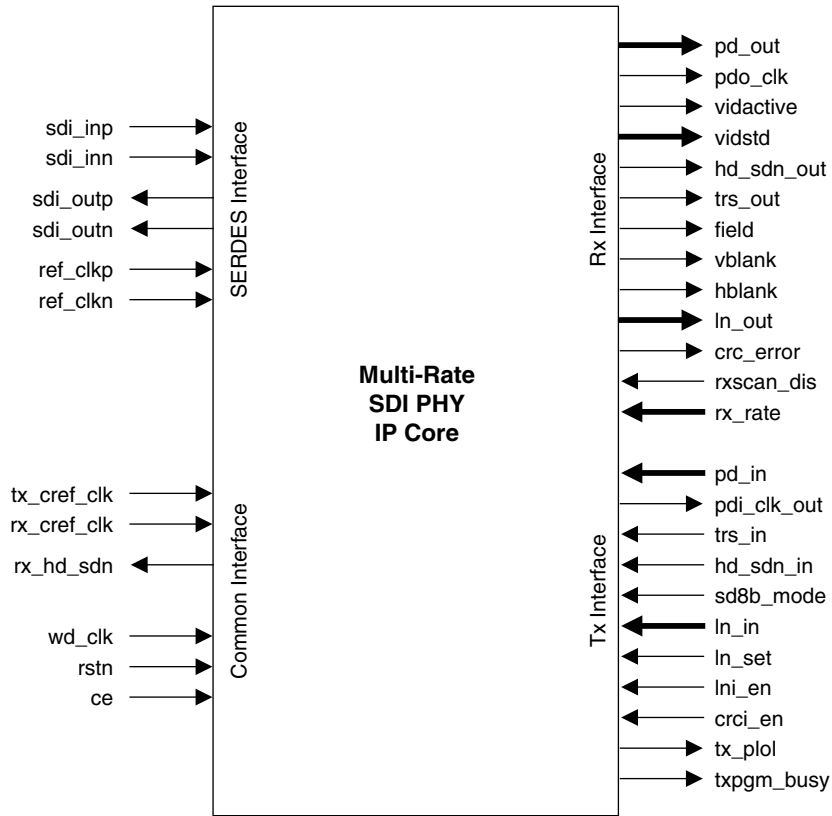 sdi_inp
sdi_inn
sdi_outp
sdi_outn
ref_clkp
ref_clkn
SERDES Interface
tx_cref_clk
rx_cref_clk
rx_hd_sdn
wd_clk
rstn
ce
Common Interface
Multi-Rate
SDI PHY
IP Core
Rx Interface
pd_out
pdo_clk
vidactive
vidstd
hd_sdn_out
trs_out
field
vblank
hblank
ln_out
crc_error
rxscan_dis
rx_rate
Tx Interface
pd_in
pdi_clk_out
trs_in
hd_sdn_in
sd8b_mode
ln_in
ln_set
lni_en
crci_en
tx_plol
txpgm_busy